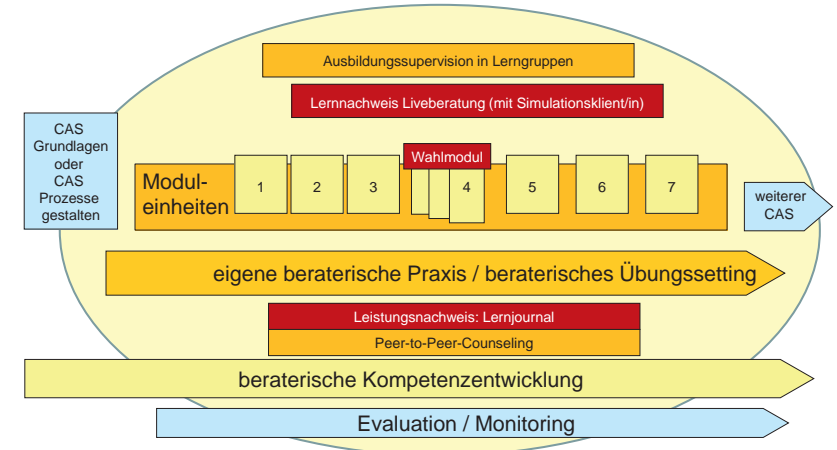 Ausbildungssupervision in Lerngruppen
Lernnachweis Liveberatung (mit Simulationsklient/in)
CAS
Grundlagen
oder
CAS
Prozesse
gestalten
Wahlmodul
Modul-
einheiten
1 2 3 4 5 6 7
weiterer
CAS
eigene beraterische Praxis / beraterisches Übungssetting
Leistungsnachweis: Lernjournal
Peer-to-Peer-Counseling
beraterische Kompetenzentwicklung
Evaluation / Monitoring